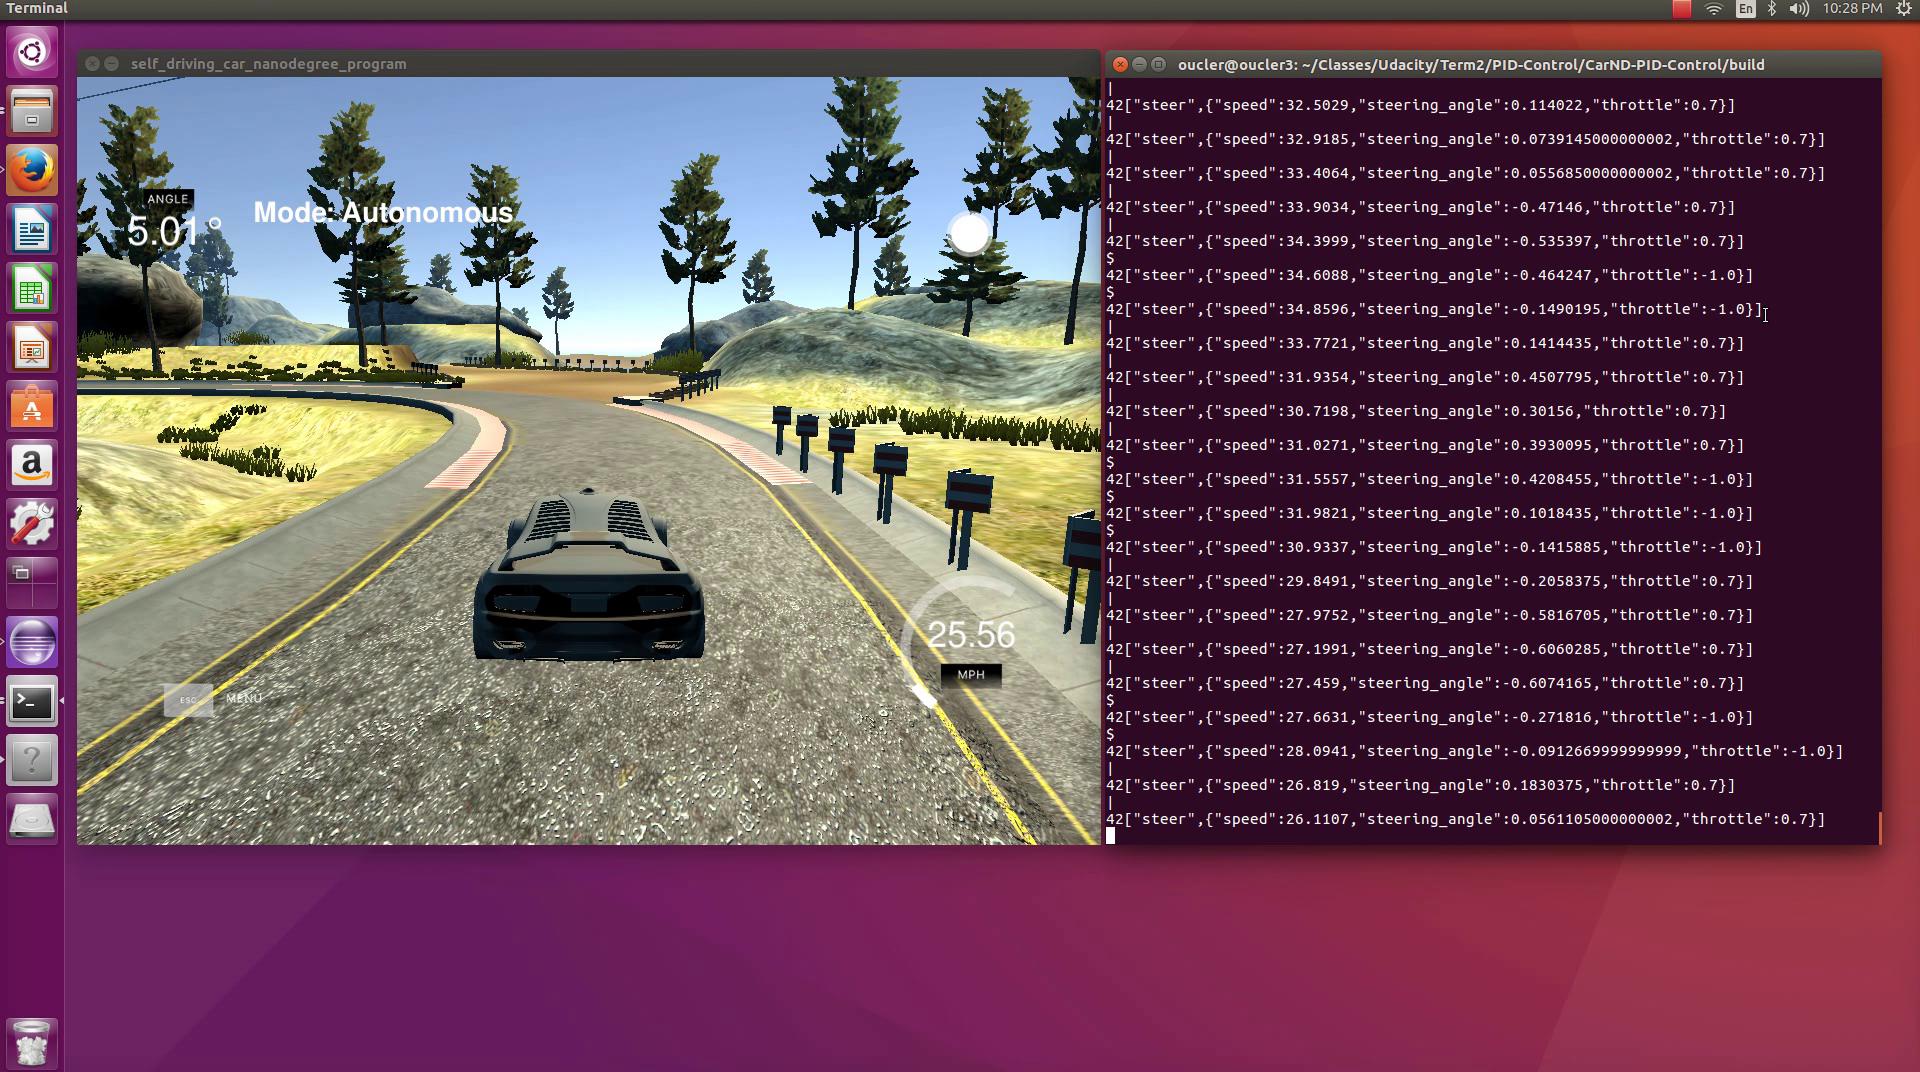 Terminal
En
10:28 PM
self_driving_car_nanodegree_program
ANGLE
5.01°
Mode: Autonomous
25.56
MPH
ESC
MENU
a
oucler@oucler3: ~/Classes/Udacity/Term2/PID-Control/CarND-PID-Control/build
|
42["steer",{"speed":32.5029,"steering_angle":0.114022,"throttle":0.7}]
|
42["steer",{"speed":32.9185,"steering_angle":0.0739145000000002,"throttle":0.7}]
|
42["steer",{"speed":33.4064,"steering_angle":0.0556850000000002,"throttle":0.7}]
|
42["steer",{"speed":33.9034,"steering_angle":-0.47146,"throttle":0.7}]
|
42["steer",{"speed":34.3999,"steering_angle":-0.535397,"throttle":0.7}]
$
42["steer",{"speed":34.6088,"steering_angle":-0.464247,"throttle":-1.0}]
$
42["steer",{"speed":34.8596,"steering_angle":-0.1490195,"throttle":-1.0}]
|
42["steer",{"speed":33.7721,"steering_angle":0.1414435,"throttle":0.7}]
|
42["steer",{"speed":31.9354,"steering_angle":0.4507795,"throttle":0.7}]
|
42["steer",{"speed":30.7198,"steering_angle":0.30156,"throttle":0.7}]
|
42["steer",{"speed":31.0271,"steering_angle":0.3930095,"throttle":0.7}]
$
42["steer",{"speed":31.5557,"steering_angle":0.4208455,"throttle":-1.0}]
$
42["steer",{"speed":31.9821,"steering_angle":0.1018435,"throttle":-1.0}]
$
42["steer",{"speed":30.9337,"steering_angle":-0.1415885,"throttle":-1.0}]
|
42["steer",{"speed":29.8491,"steering_angle":-0.2058375,"throttle":0.7}]
|
42["steer",{"speed":27.9752,"steering_angle":-0.5816705,"throttle":0.7}]
|
42["steer",{"speed":27.1991,"steering_angle":-0.6060285,"throttle":0.7}]
|
42["steer",{"speed":27.459,"steering_angle":-0.6074165,"throttle":0.7}]
$
42["steer",{"speed":27.6631,"steering_angle":-0.271816,"throttle":-1.0}]
$
42["steer",{"speed":28.0941,"steering_angle":-0.0912669999999999,"throttle":-1.0}]
|
42["steer",{"speed":26.819,"steering_angle":0.1830375,"throttle":0.7}]
|
42["steer",{"speed":26.1107,"steering_angle":0.0561105000000002,"throttle":0.7}]